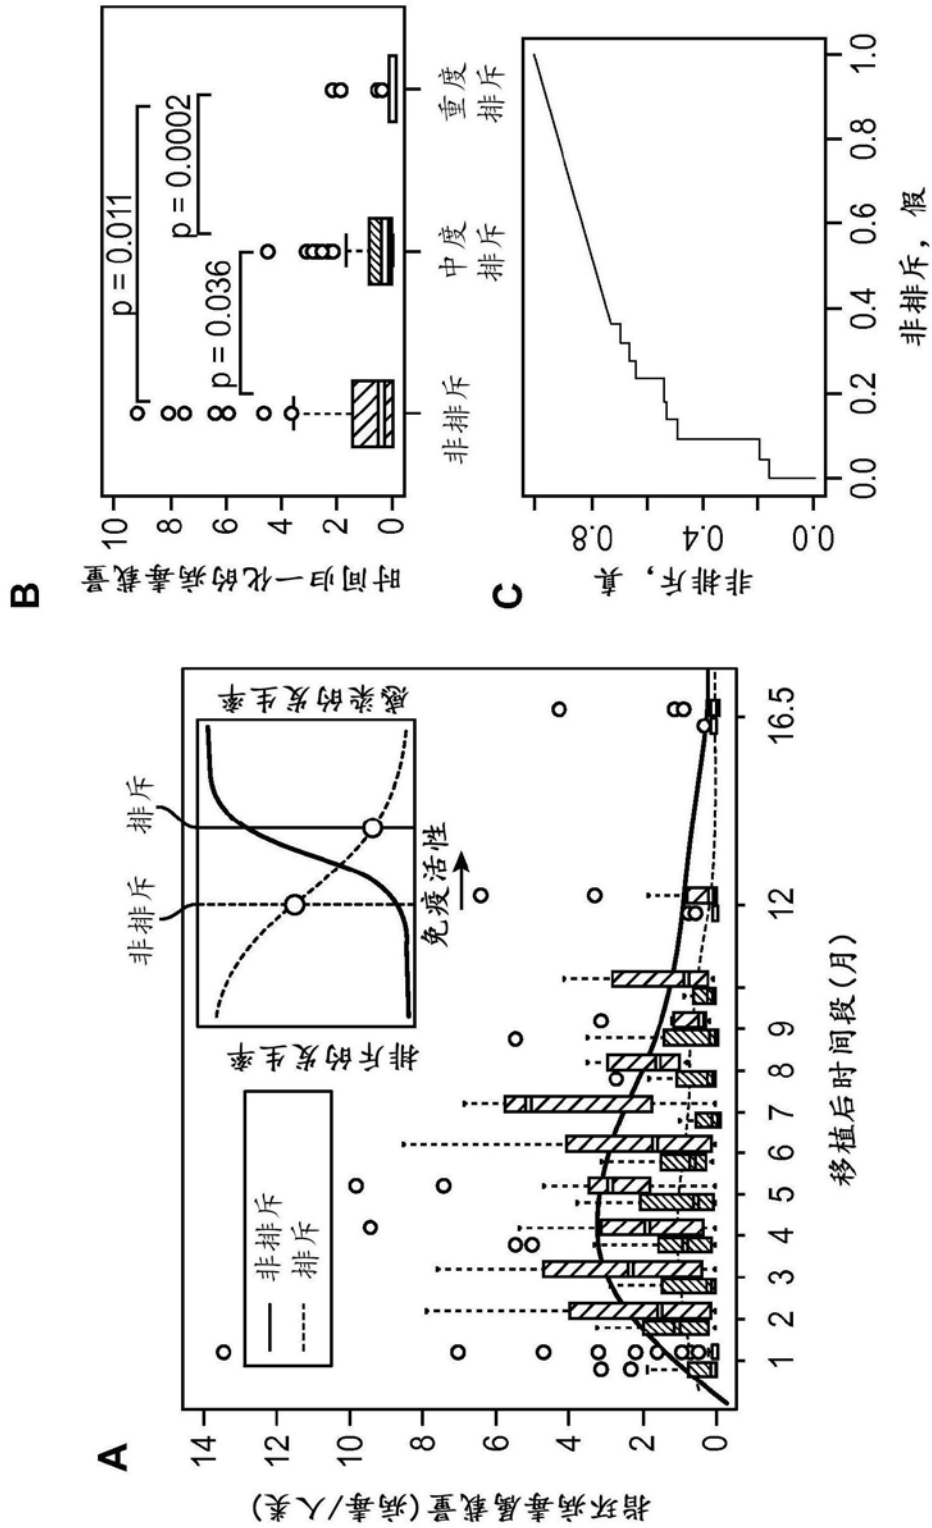 A
指环病毒属载量(病毒/人类)
14
12
10
8
6
4
2
0
非排斥
排斥
非排斥
排斥
排斥的发生率
感染的发生率
免疫活性
1
2
3
4
5
6
7
8
9
12
16.5
移植后时间段(月)
B
时间归一化的病毒载量
10
8
6
4
2
0
p = 0.011
p = 0.0002
p = 0.036
非排斥
中度
排斥
重度
排斥
C
非排斥，真
0.8
0.4
0.0
0.0
0.2
0.4
0.6
0.8
1.0
非排斥，假